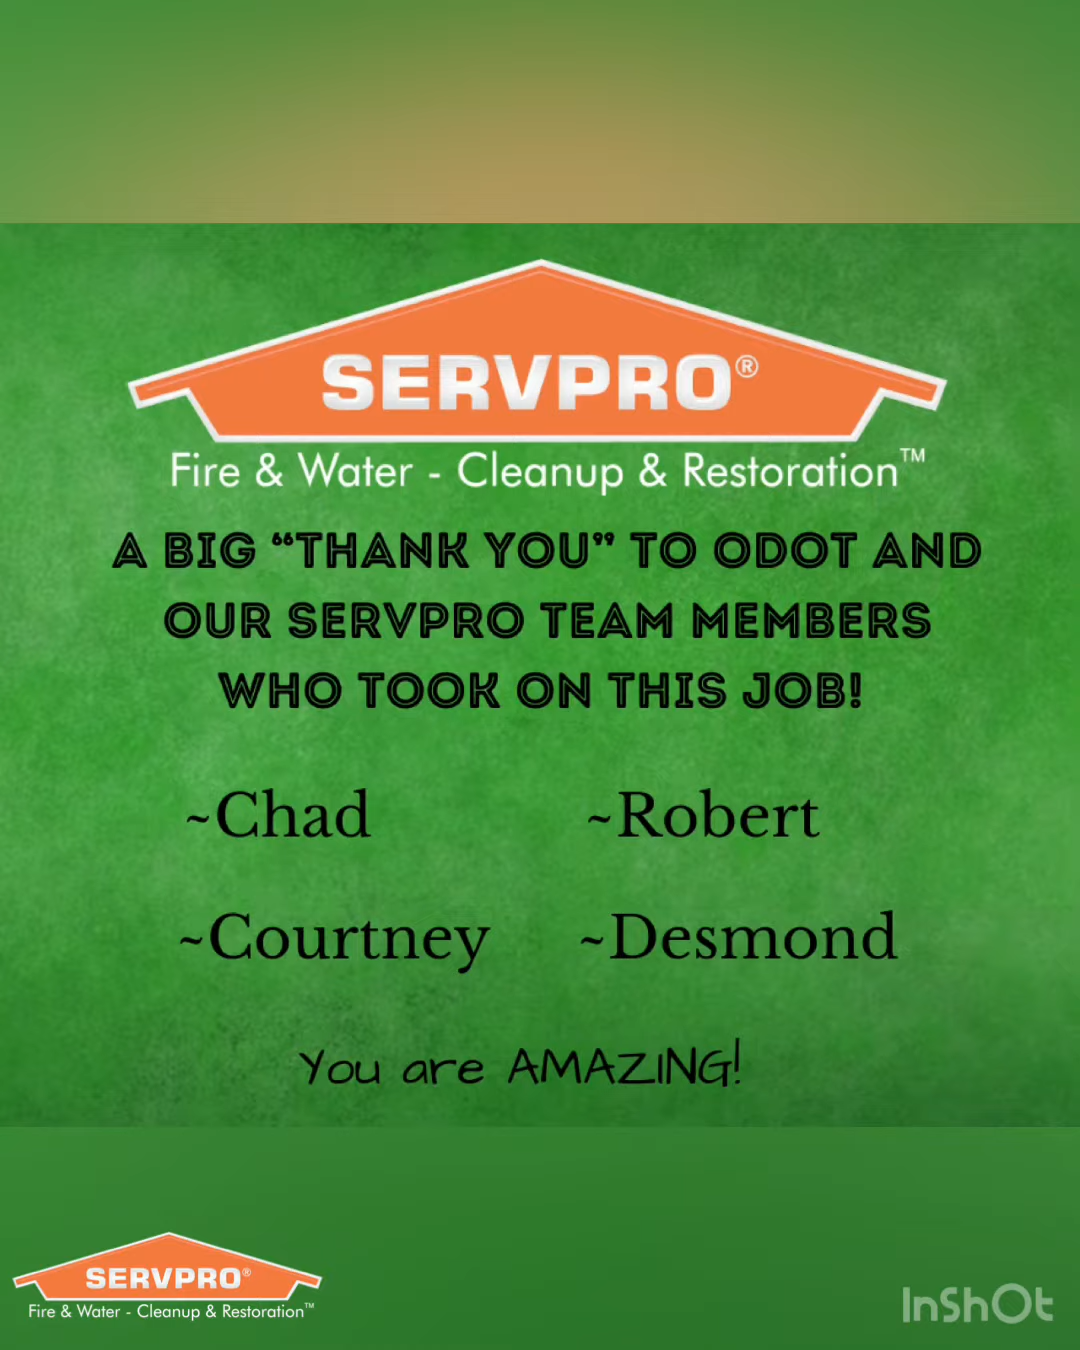 SERVPRO®
Fire & Water - Cleanup & Restoration™
A BIG “THANK YOU” TO ODOT AND
OUR SERVPRO TEAM MEMBERS
WHO TOOK ON THIS JOB!
~Chad ~Robert
~Courtney ~Desmond
You are AMAZING!
SERVPRO®
Fire & Water - Cleanup & Restoration™
InShOt